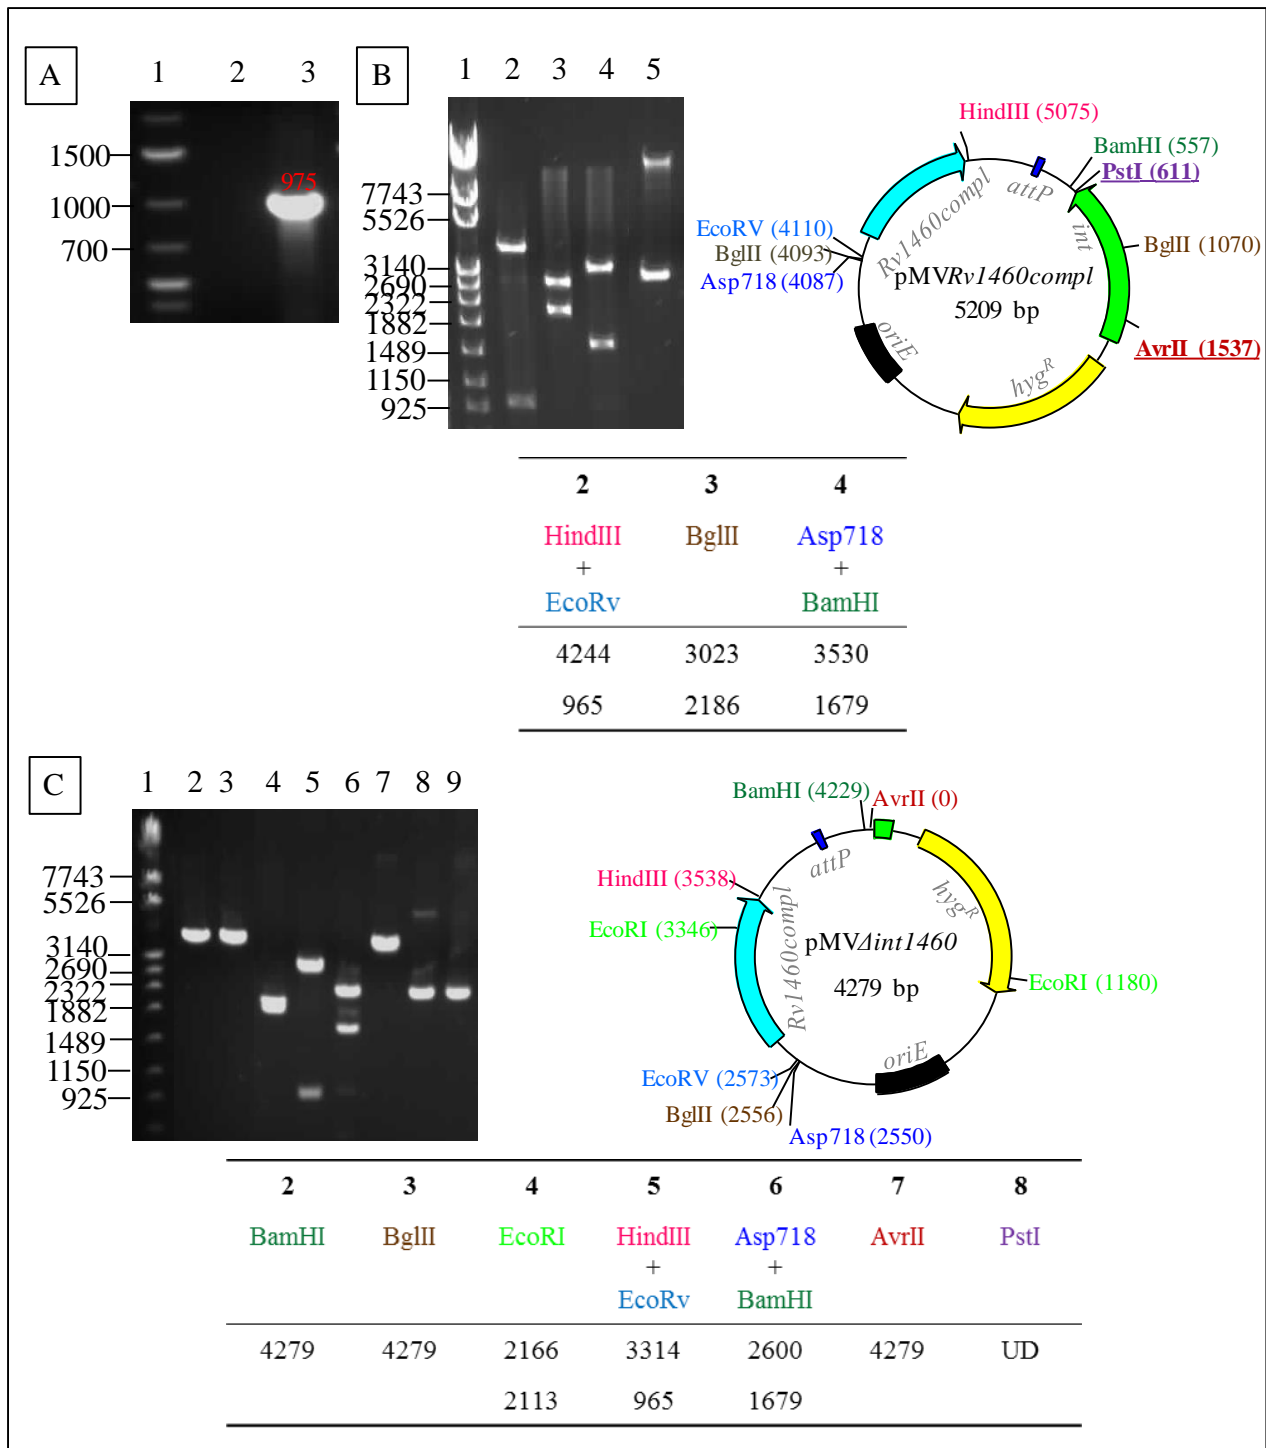 A
1 2 3
1500
1000
700
975
B
1 2 3 4 5
7743
5526
3140
2690
2322
1882
1489
1150
925
HindIII (5075)
BamHI (557)
PstI (611)
attP
int
BglII (1070)
EcoRV (4110)
BglII (4093)
Asp718 (4087)
Rv1460compl
pMVRv1460compl
5209 bp
AvrII (1537)
oriE
hygR
2 3 4
HindIII BglII Asp718
+ +
EcoRv BamHI
4244 3023 3530
965 2186 1679
C
1 2 3 4 5 6 7 8 9
7743
5526
3140
2690
2322
1882
1489
1150
925
BamHI (4229)
AvrII (0)
attP
hygR
HindIII (3538)
EcoRI (3346)
Rv1460compl
pMVΔint1460
4279 bp
EcoRI (1180)
oriE
EcoRV (2573)
BglII (2556)
Asp718 (2550)
2 3 4 5 6 7 8
BamHI BglII EcoRI HindIII Asp718 AvrII PstI
+ +
EcoRv BamHI
4279 4279 2166 3314 2600 4279 UD
2113 965 1679